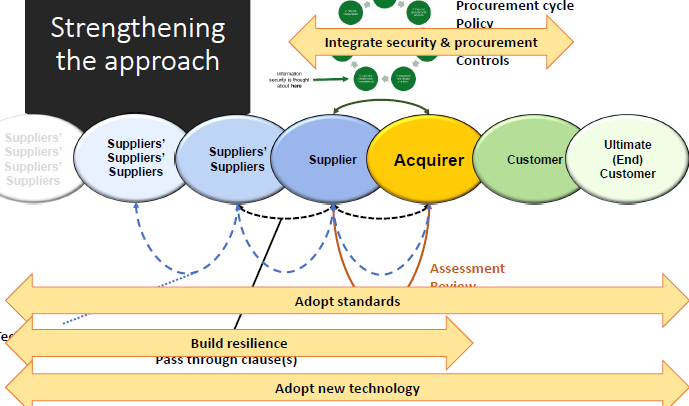 Strengthening
the approach
Procurement cycle
Policy
Integrate security & procurement
Controls
Information
security is thought
about here
Suppliers'
Suppliers'
Suppliers'
Suppliers
Suppliers'
Suppliers'
Suppliers
Suppliers'
Suppliers
Supplier
Acquirer
Customer
Ultimate
(End)
Customer
Assessment
Review
Adopt standards
Build resilience
Pass through clause(s)
Adopt new technology